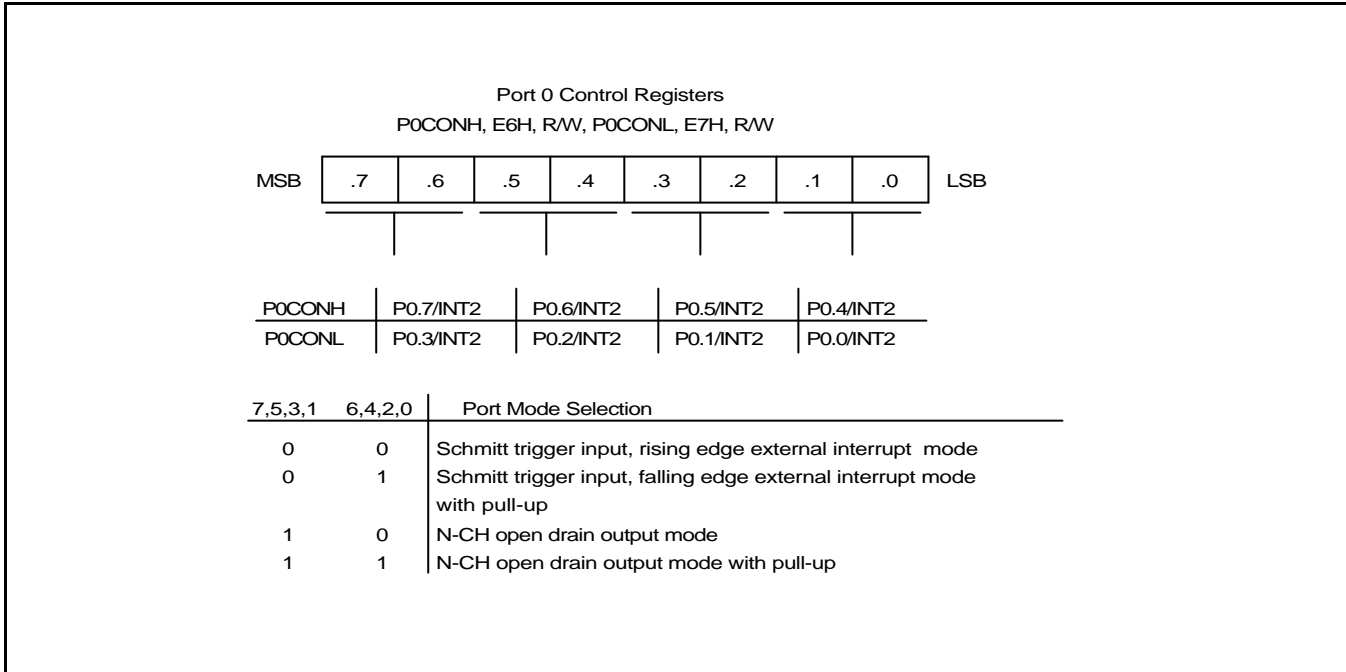 Port 0 Control Registers
P0CONH, E6H, R/W, P0CONL, E7H, R/W
MSB .7 .6 .5 .4 .3 .2 .1 .0 LSB
P0CONH P0.7/INT2 P0.6/INT2 P0.5/INT2 P0.4/INT2
P0CONL P0.3/INT2 P0.2/INT2 P0.1/INT2 P0.0/INT2
7,5,3,1 6,4,2,0 Port Mode Selection
0 0 Schmitt trigger input, rising edge external interrupt mode
0 1 Schmitt trigger input, falling edge external interrupt mode
with pull-up
1 0 N-CH open drain output mode
1 1 N-CH open drain output mode with pull-up